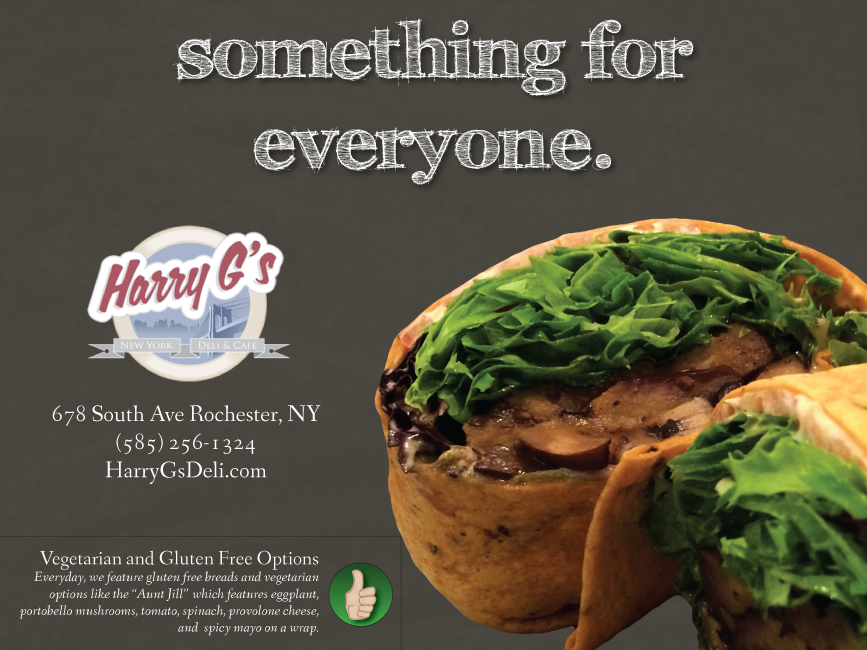 something for
everyone.
Harry G's
NEW YORK DELI & CAFE
678 South Ave Rochester, NY
(585) 256-1324
HarryGsDeli.com
Vegetarian and Gluten Free Options
Everyday, we feature gluten free breads and vegetarian
options like the "Aunt Jill" which features eggplant,
portobello mushrooms, tomato, spinach, provolone cheese,
and spicy mayo on a wrap.